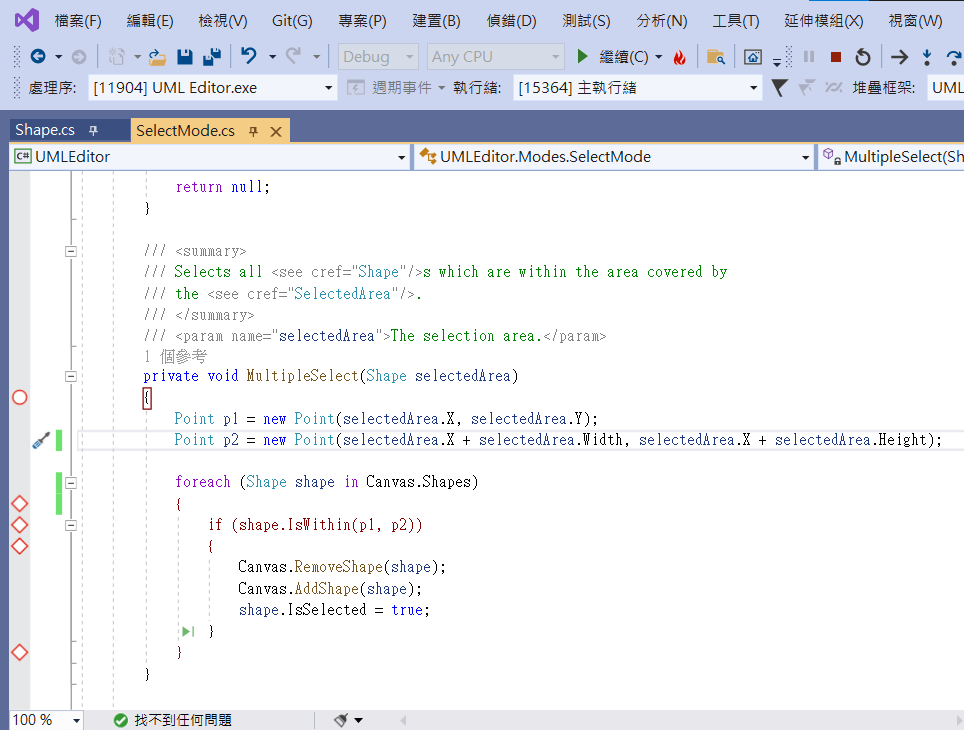 檔案(F) 編輯(E) 檢視(V) Git(G) 專案(P) 建置(B) 偵錯(D) 測試(S) 分析(N) 工具(T) 延伸模組(X) 視窗(W)
Debug Any CPU 繼續(C)
處理序: [11904] UML Editor.exe 週期事件 執行緒: [15364] 主執行緒 堆疊框架: UML
Shape.cs SelectMode.cs
C# UMLEditor UMLEditor.Modes.SelectMode MultipleSelect(Sh
return null;
}
/// <summary>
/// Selects all <see cref="Shape"/>s which are within the area covered by
/// the <see cref="SelectedArea"/>.
/// </summary>
/// <param name="selectedArea">The selection area.</param>
1 個參考
private void MultipleSelect(Shape selectedArea)
{
Point p1 = new Point(selectedArea.X, selectedArea.Y);
Point p2 = new Point(selectedArea.X + selectedArea.Width, selectedArea.X + selectedArea.Height);
foreach (Shape shape in Canvas.Shapes)
{
if (shape.IsWithin(p1, p2))
{
Canvas.RemoveShape(shape);
Canvas.AddShape(shape);
shape.IsSelected = true;
}
}
}
100 % 找不到任何問題